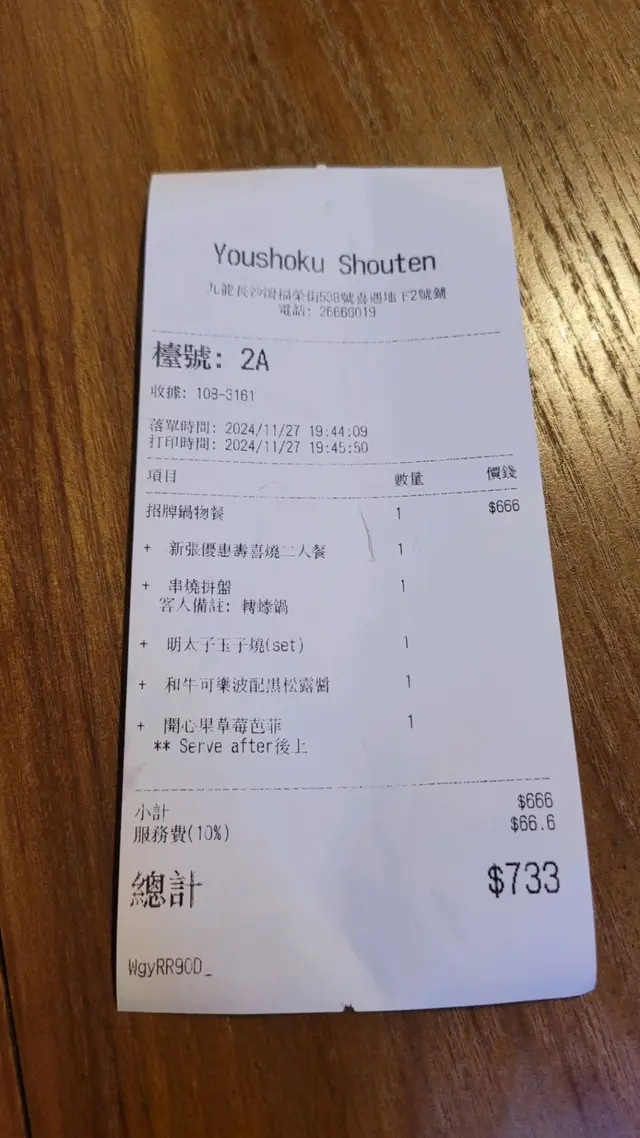 Youshoku Shouten
九龍長沙灣福榮街538號喜遇地下2號鋪
電話: 26666019
檯號: 2A
收據: 108-3161
落單時間: 2024/11/27 19:44:09
打印時間: 2024/11/27 19:45:50
項目 數量 價錢
招牌鍋物餐 1 $666
+ 新張優惠壽喜燒二人餐 1
+ 串燒拼盤 1
客人備註: 轉蠔鍋
+ 明太子玉子燒(set) 1
+ 和牛可樂波配黑松露醬 1
+ 開心果草莓芭菲 1
** Serve after後上
小計 $666
服務費(10%) $66.6
總計 $733
WgyRR90D_